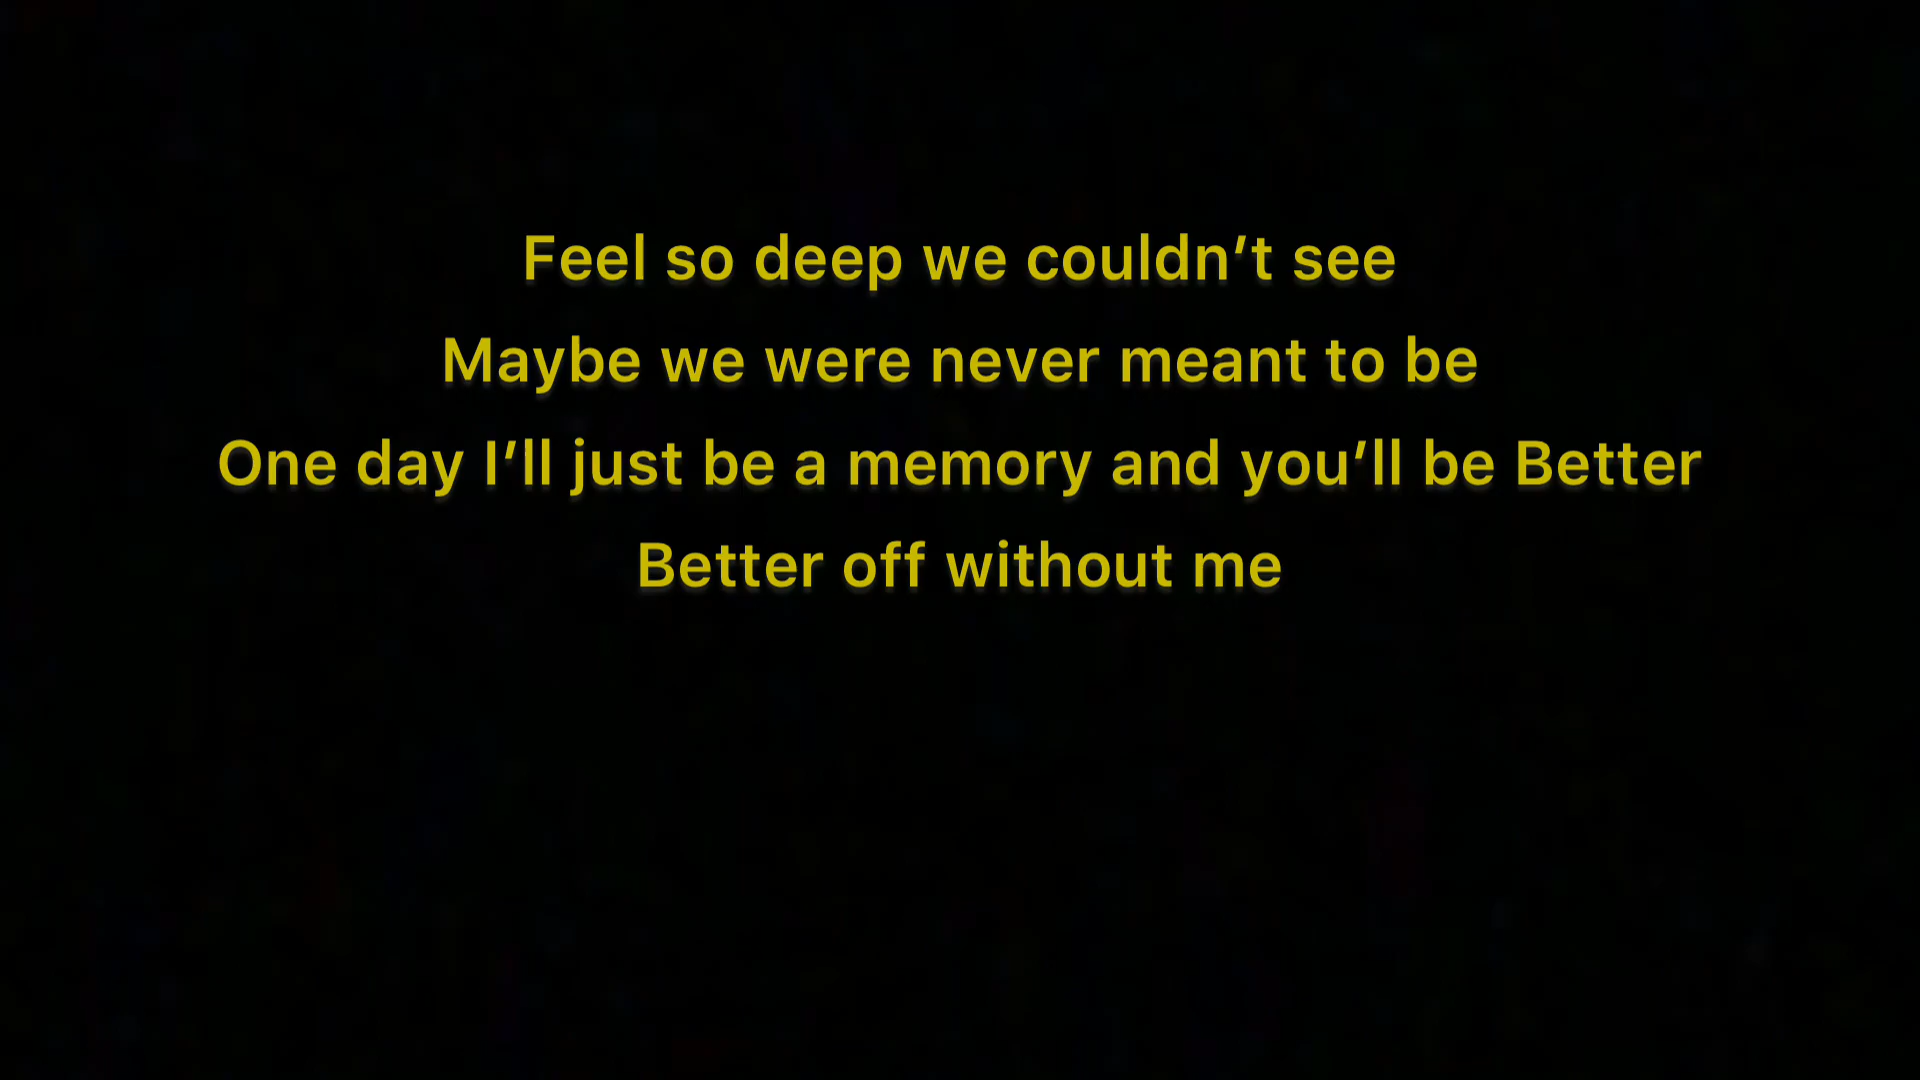 Feel so deep we couldn’t see
Maybe we were never meant to be
One day I’ll just be a memory and you’ll be Better
Better off without me